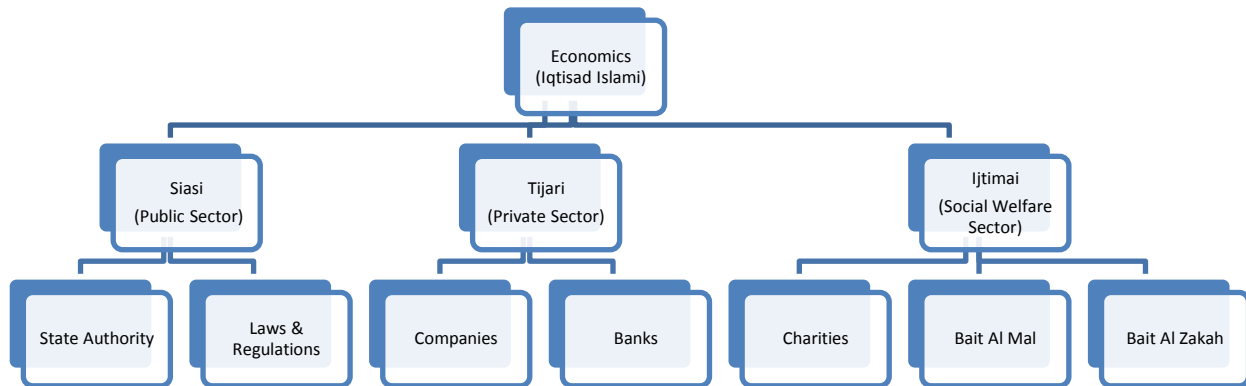 Economics
(Iqtisad Islami)
Siasi
(Public Sector)
Tijari
(Private Sector)
Ijtimai
(Social Welfare
Sector)
State Authority
Laws &
Regulations
Companies
Banks
Charities
Bait Al Mal
Bait Al Zakah